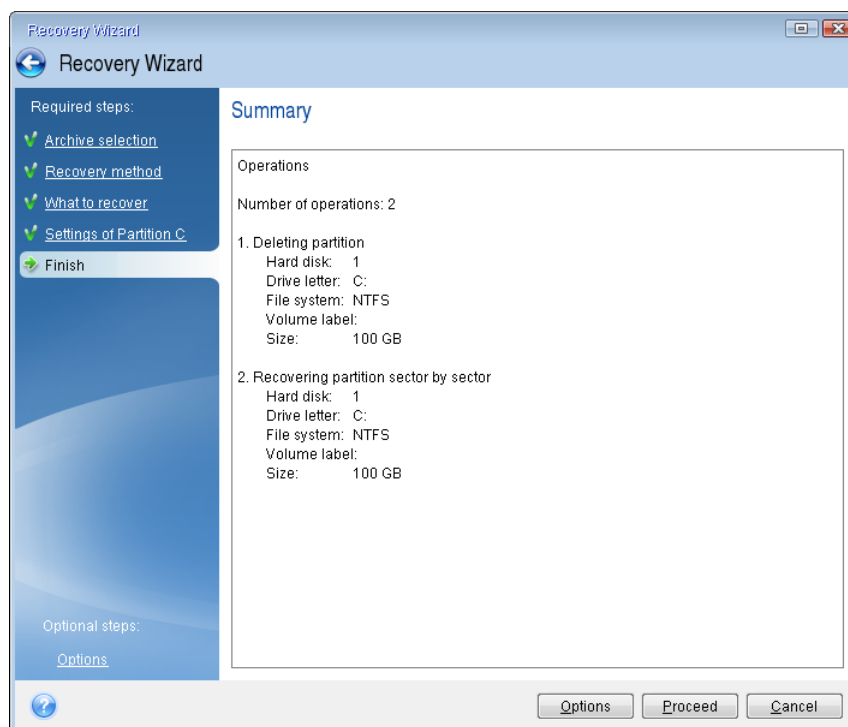 Recovery Wizard
Recovery Wizard
Required steps:
Archive selection
Recovery method
What to recover
Settings of Partition C
Finish
Optional steps:
Options
Summary
Operations
Number of operations: 2
1. Deleting partition
Hard disk: 1
Drive letter: C:
File system: NTFS
Volume label:
Size: 100 GB
2. Recovering partition sector by sector
Hard disk: 1
Drive letter: C:
File system: NTFS
Volume label:
Size: 100 GB
Options Proceed Cancel